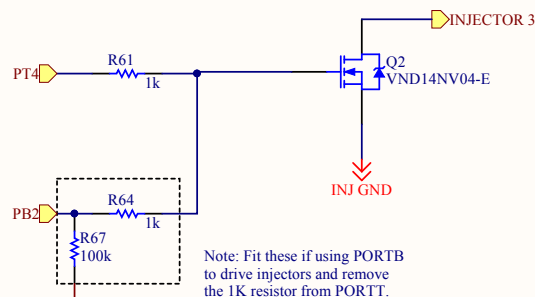 INJECTOR 3
R61
PT4
1k
Q2
VND14NV04-E
INJ GND
R64
PB2
1k
R67
100k
Note: Fit these if using PORTB
to drive injectors and remove
the 1K resistor from PORTT.